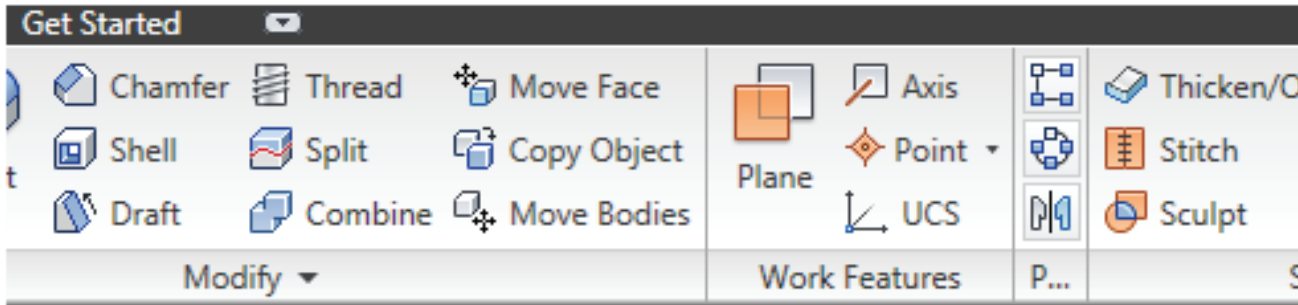 Get Started
Chamfer Thread Move Face Axis Thicken/O
Shell Split Copy Object Point Stitch
t Plane
Draft Combine Move Bodies UCS Sculpt
Modify Work Features P... S